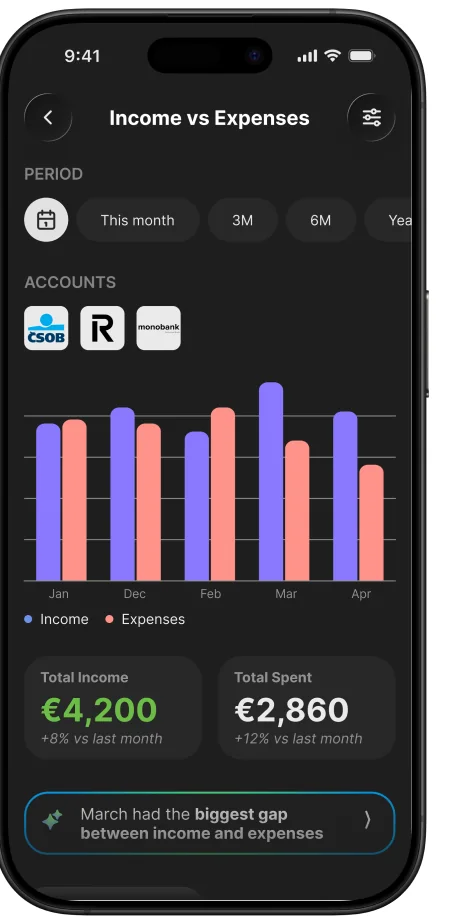 9:41
Income vs Expenses
PERIOD
This month
3M
6M
Yea
ACCOUNTS
ČSOB
R
monobank
Jan
Dec
Feb
Mar
Apr
Income
Expenses
Total Income
€4,200
+8% vs last month
Total Spent
€2,860
+12% vs last month
March had the biggest gap
between income and expenses